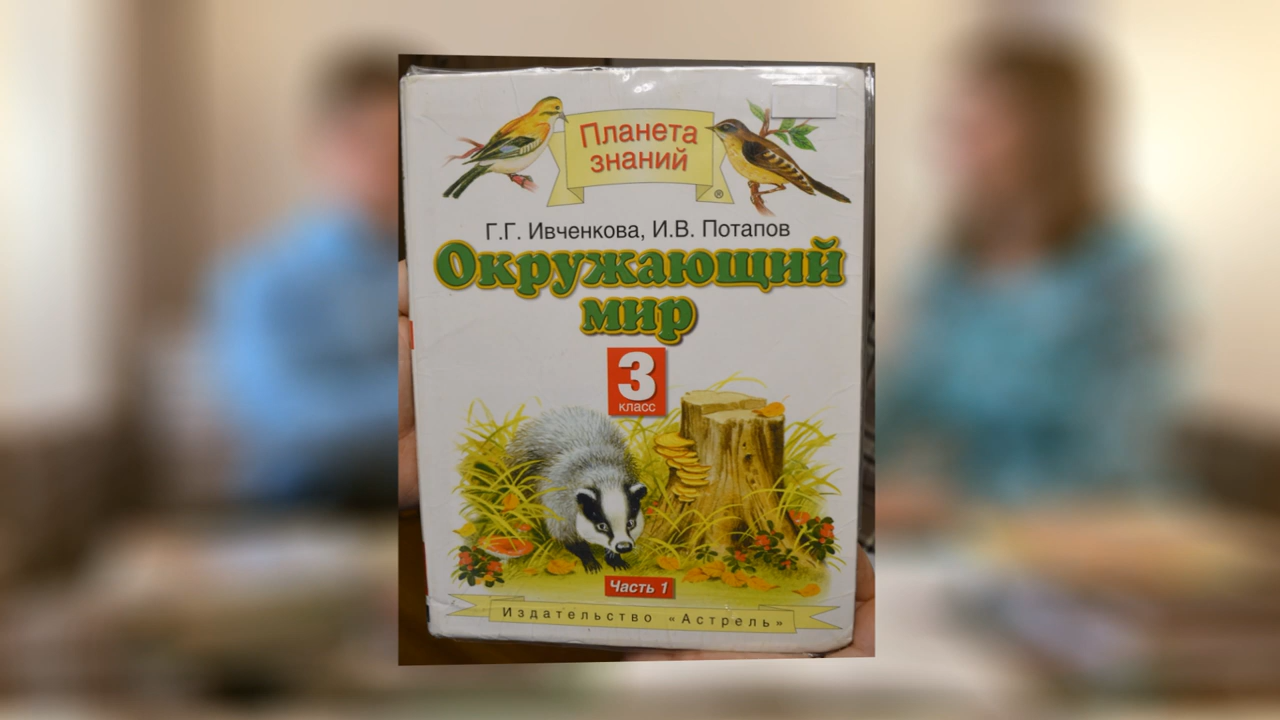 Планета
знаний
®
Г.Г. Ивченкова, И.В. Потапов
Окружающий
мир
3
класс
Часть 1
Издательство «Астрель»